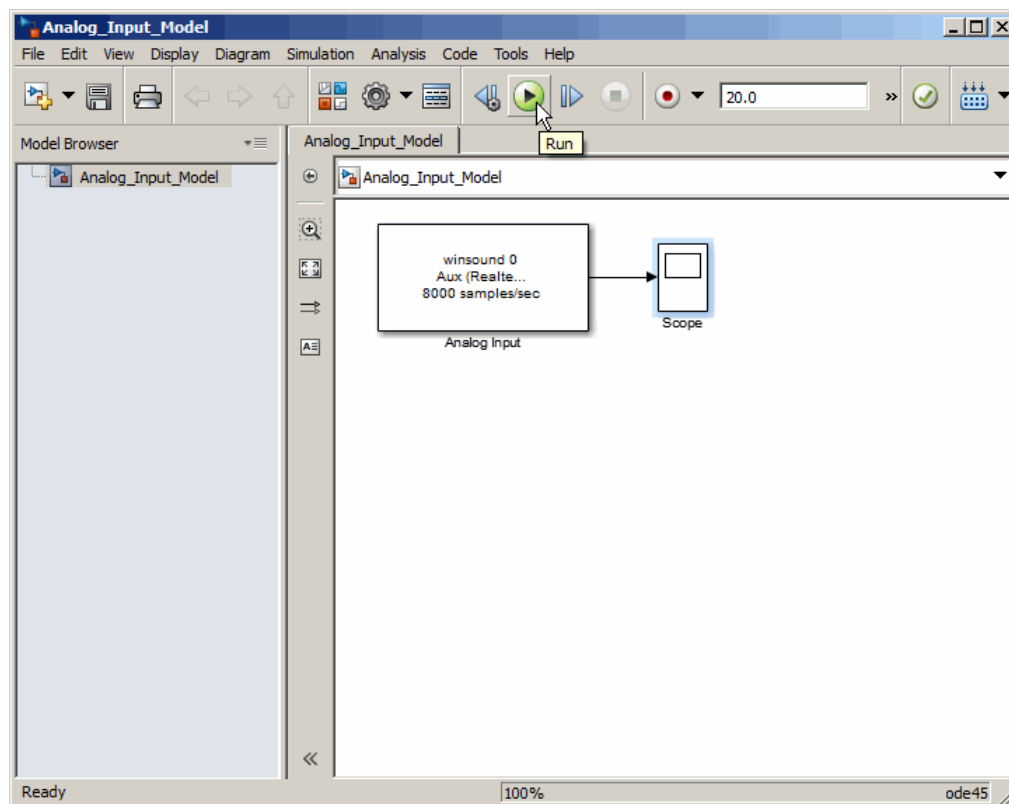 Analog_Input_Model
File Edit View Display Diagram Simulation Analysis Code Tools Help
20.0
»
Run
Model Browser
Analog_Input_Model
Analog_Input_Model
Analog_Input_Model
winsound 0
Aux (Realte...
8000 samples/sec
Analog Input
Scope
A
Ready
100%
ode45